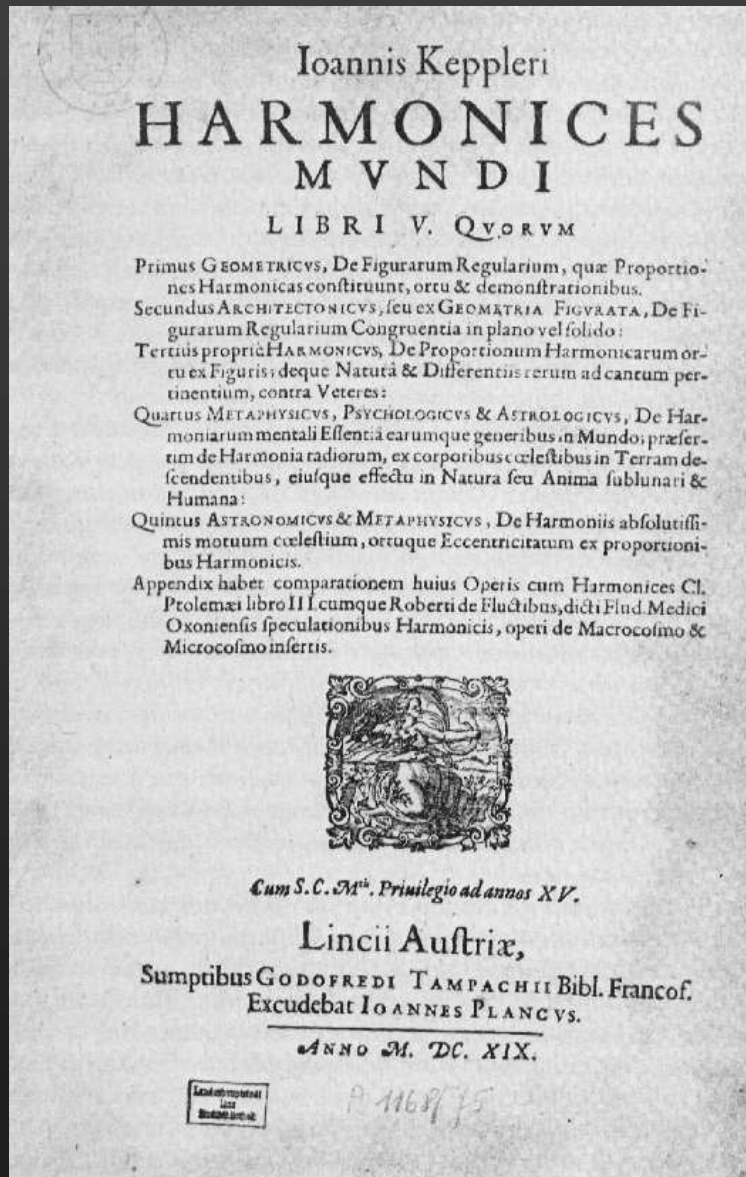 Ioannis Keppleri
HARMONICES
MVNDI
LIBRI V. QVORVM
Primus GEOMETRICVS, De Figurarum Regularium, quæ Proportio-
nes Harmonicas constituunt, ortu & demonstrationibus.
Secundus ARCHITECTONICVS, ſeu ex GEOMETRIA FIGVRATA, De Fi-
gurarum Regularium Congruentia in plano vel ſolido:
Tertius propriè HARMONICVS, De Proportionum Harmonicarum or-
tu ex Figuris; deque Naturâ & Differentiis rerum ad cantum per-
tinentium, contra Veteres:
Quartus METAPHYSICVS, PSYCHOLOGICVS & ASTROLOGICVS, De Har-
moniarum mentali Eſſentiâ earumque generibus in Mundo; præſer-
tim de Harmonia radiorum, ex corporibus cœleſtibus in Terram de-
ſcendentibus, eiuſque effectu in Natura ſeu Anima ſublunari &
Humana:
Quintus ASTRONOMICVS & METAPHYSICVS, De Harmoniis abſolutiſſi-
mis motuum cœleſtium, ortuque Eccentricitatum ex proportioni-
bus Harmonicis.
Appendix habet comparationem huius Operis cum Harmonices Cl.
Ptolemæi libro III. cumque Roberti de Fluctibus, dicti Flud. Medici
Oxonienſis ſpeculationibus Harmonicis, operi de Macrocoſmo &
Microcoſmo inſertis.
Cum S. C. Mtis. Priuilegio ad annos XV.
Lincii Auſtriæ,
Sumptibus GODOFREDI TAMPACHII Bibl. Francof.
Excudebat IOANNES PLANCVS.
ANNO M. DC. XIX.
A 1168/75